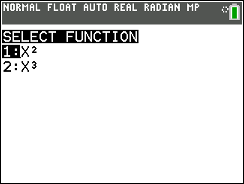 NORMAL FLOAT AUTO REAL RADIAN MP
SELECT FUNCTION
1:X²
2:X³